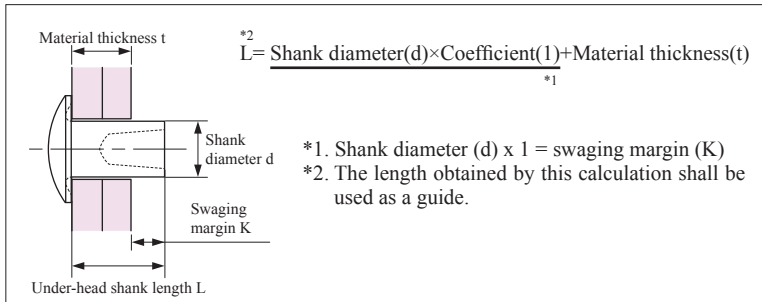 Material thickness t
*2
L= Shank diameter(d)×Coefficient(1)+Material thickness(t)
*1
Shank
diameter d
*1. Shank diameter (d) x 1 = swaging margin (K)
*2. The length obtained by this calculation shall be
used as a guide.
Swaging
margin K
Under-head shank length L